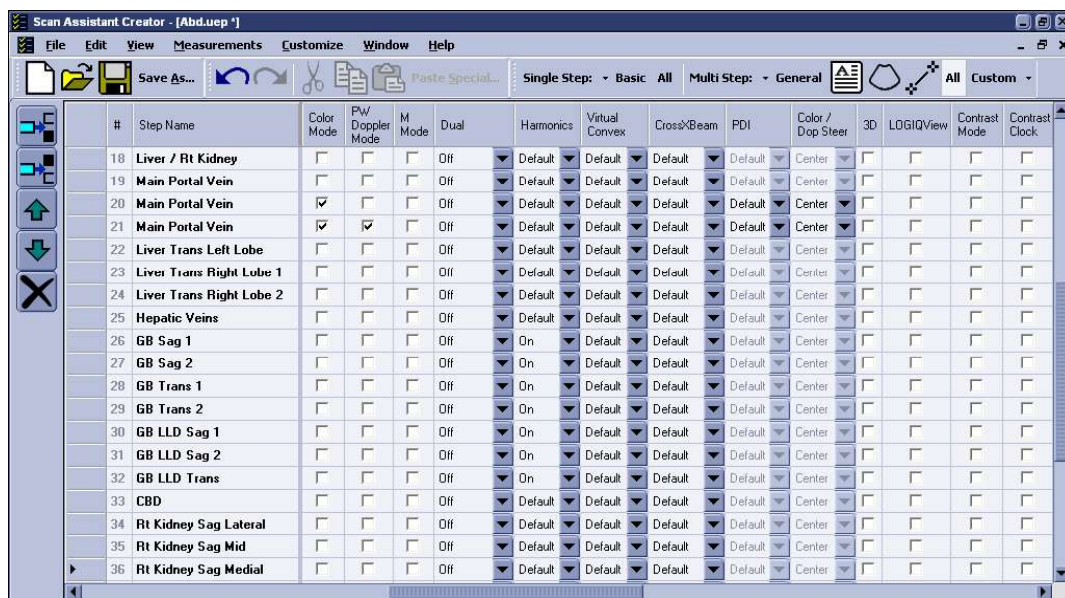 Scan Assistant Creator - [Abd.uep *]
File Edit View Measurements Customize Window Help
Save As... Paste Special... Single Step: Basic All Multi Step: General All Custom
# Step Name Color Mode PW Doppler Mode M Mode Dual Harmonics Virtual Convex CrossXBeam PDI Color / Dop Steer 3D LOGIQView Contrast Mode Contrast Clock
18 Liver / Rt Kidney Off Default Default Default Default Center
19 Main Portal Vein Off Default Default Default Default Center
20 Main Portal Vein Off Default Default Default Default Center
21 Main Portal Vein Off Default Default Default Default Center
22 Liver Trans Left Lobe Off Default Default Default Default Center
23 Liver Trans Right Lobe 1 Off Default Default Default Default Center
24 Liver Trans Right Lobe 2 Off Default Default Default Default Center
25 Hepatic Veins Off Default Default Default Default Center
26 GB Sag 1 Off On Default Default Default Center
27 GB Sag 2 Off On Default Default Default Center
28 GB Trans 1 Off On Default Default Default Center
29 GB Trans 2 Off On Default Default Default Center
30 GB LLD Sag 1 Off On Default Default Default Center
31 GB LLD Sag 2 Off On Default Default Default Center
32 GB LLD Trans Off On Default Default Default Center
33 CBD Off Default Default Default Default Center
34 Rt Kidney Sag Lateral Off Default Default Default Default Center
35 Rt Kidney Sag Mid Off Default Default Default Default Center
36 Rt Kidney Sag Medial Off Default Default Default Default Center